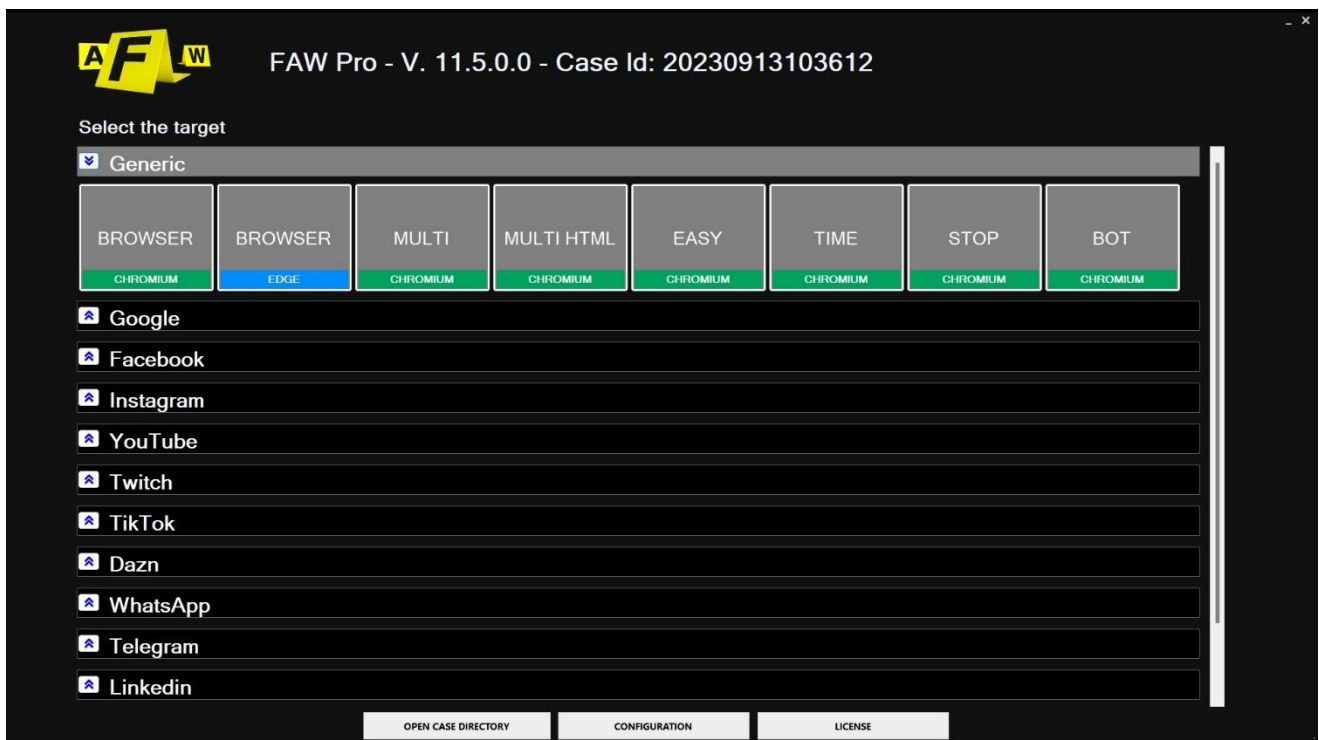 A F W
FAW Pro - V. 11.5.0.0 - Case Id: 20230913103612
Select the target
Generic
BROWSER BROWSER MULTI MULTI HTML EASY TIME STOP BOT
CHROMIUM EDGE CHROMIUM CHROMIUM CHROMIUM CHROMIUM CHROMIUM CHROMIUM
Google
Facebook
Instagram
YouTube
Twitch
TikTok
Dazn
WhatsApp
Telegram
Linkedin
OPEN CASE DIRECTORY CONFIGURATION LICENSE